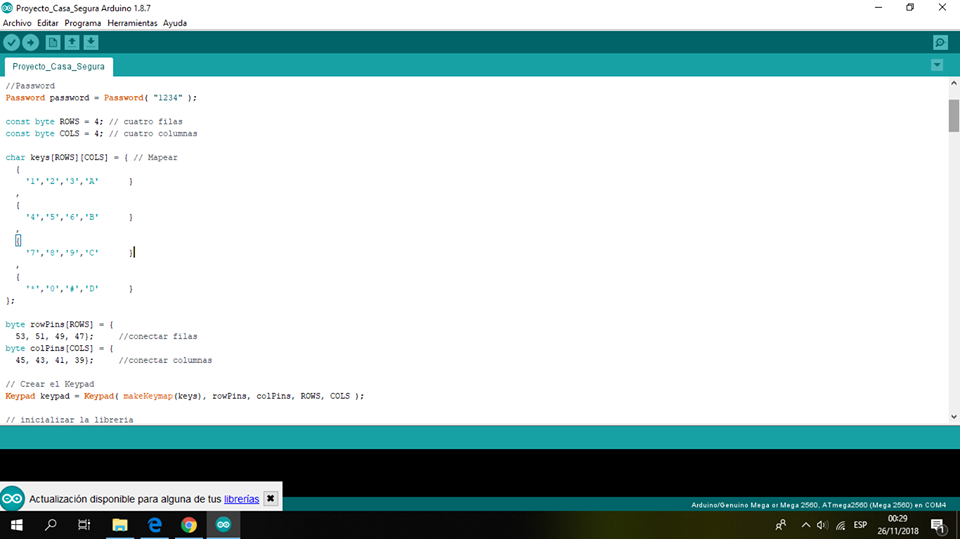 Proyecto_Casa_Segura Arduino 1.8.7
Archivo Editar Programa Herramientas Ayuda
Proyecto_Casa_Segura
//Password
Password password = Password( "1234" );
const byte ROWS = 4; // cuatro filas
const byte COLS = 4; // cuatro columnas
char keys[ROWS][COLS] = { // Mapear
{
'1','2','3','A' }
,
{
'4','5','6','B' }
,
{
'7','8','9','C' }
,
{
'*','0','#','D' }
};
byte rowPins[ROWS] = {
53, 51, 49, 47}; //conectar filas
byte colPins[COLS] = {
45, 43, 41, 39}; //conectar columnas
// Crear el Keypad
Keypad keypad = Keypad( makeKeymap(keys), rowPins, colPins, ROWS, COLS );
// inicializar la libreria
Actualización disponible para alguna de tus librerías
Arduino/Genuino Mega or Mega 2560, ATmega2560 (Mega 2560) en COM4
ESP
00:29
26/11/2018
1